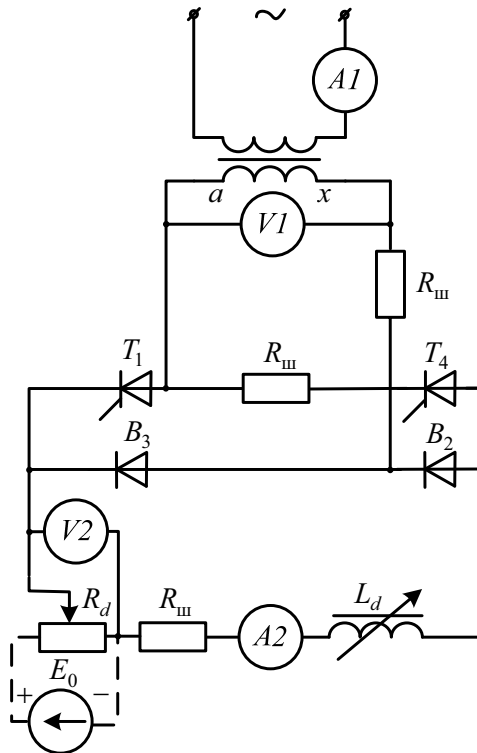 ~
A1
a
x
V1
Rш
T1
Rш
T4
B3
B2
V2
Rd
Rш
Ld
A2
E0
+
−